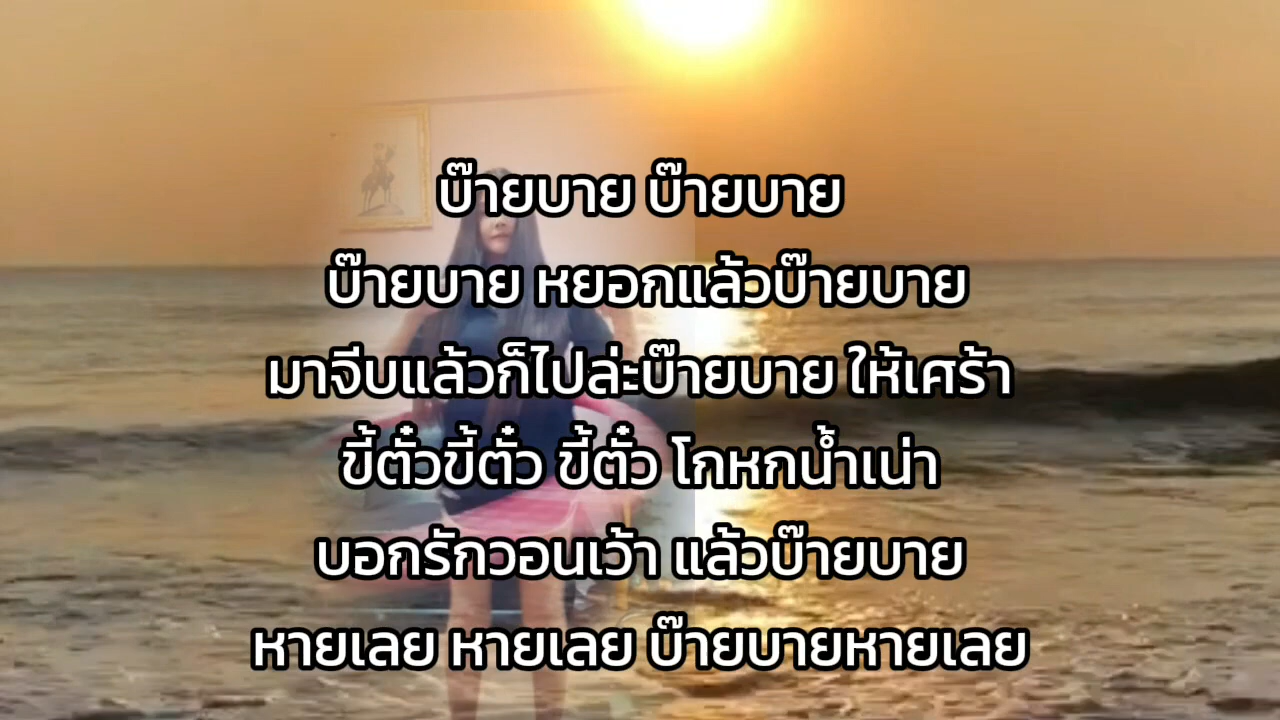 บ๊ายบาย บ๊ายบาย
บ๊ายบาย หยอกแล้วบ๊ายบาย
มาจีบแล้วก็ไปล่ะบ๊ายบาย ให้เศร้า
ขี้ตั๋วขี้ตั๋ว ขี้ตั๋ว โกหกน้ำเน่า
บอกรักวอนเว้า แล้วบ๊ายบาย
หายเลย หายเลย บ๊ายบายหายเลย